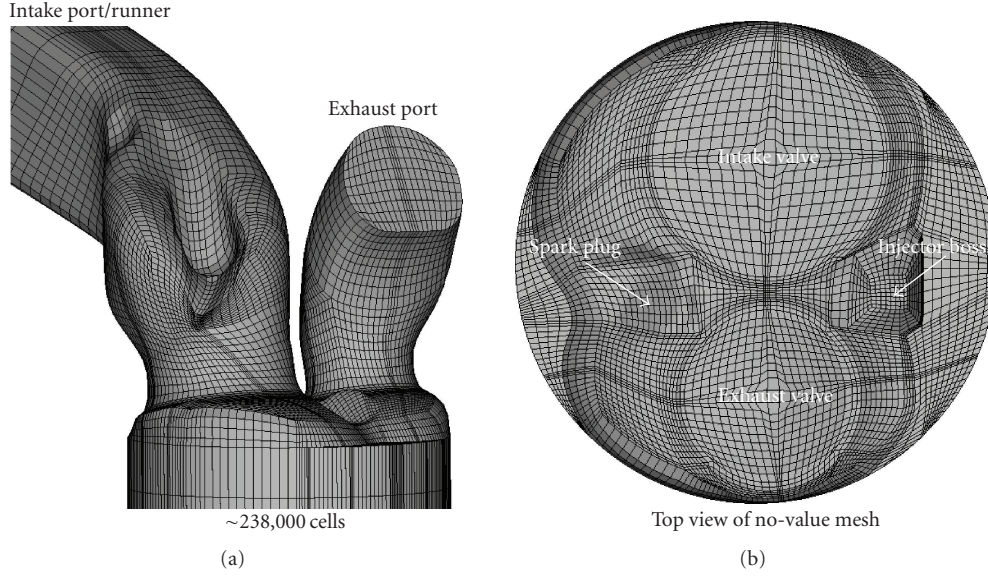 Intake port/runner
Exhaust port
~238,000 cells
(a)
Intake valve
Spark plug
Injector boss
Exhaust valve
Top view of no-value mesh
(b)